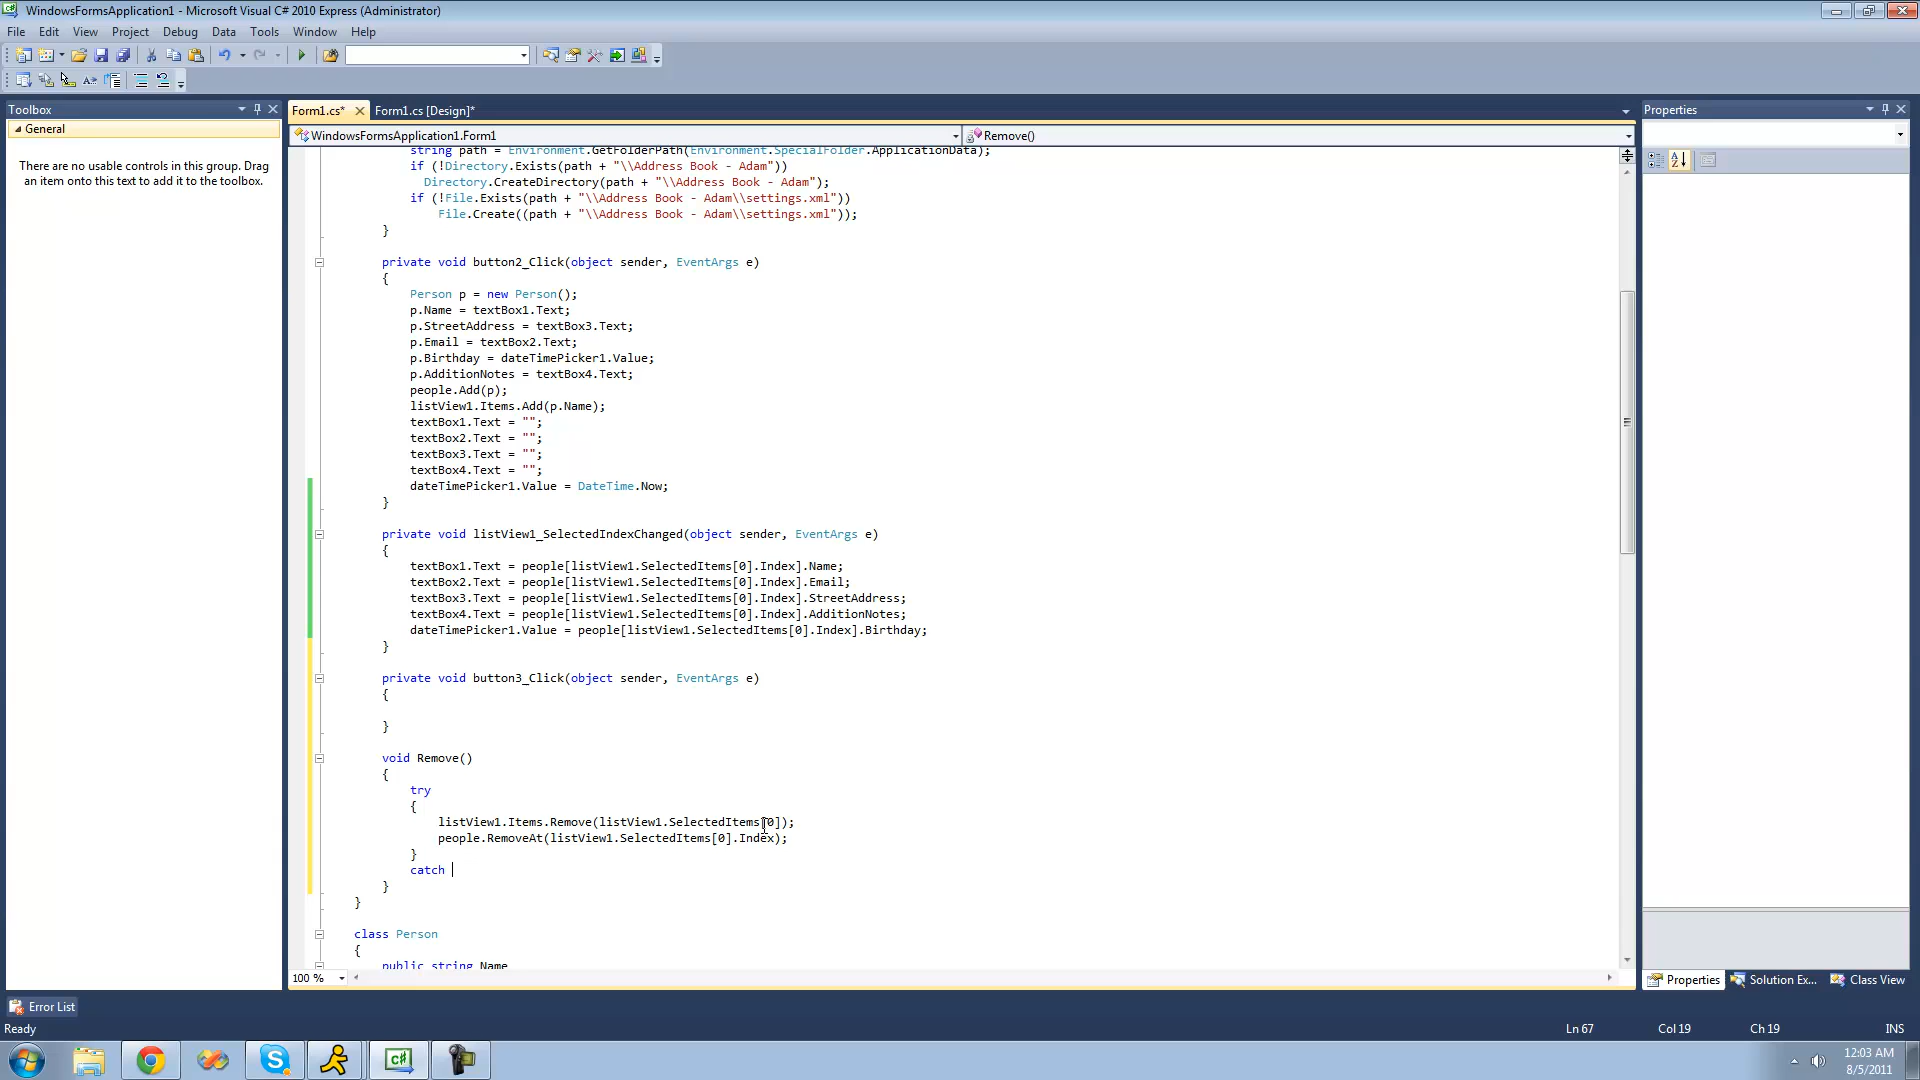 WindowsFormsApplication1 - Microsoft Visual C# 2010 Express (Administrator)
File Edit View Project Debug Data Tools Window Help
Toolbox
General
There are no usable controls in this group. Drag
an item onto this text to add it to the toolbox.
Form1.cs* Form1.cs [Design]*
WindowsFormsApplication1.Form1
Remove()
string path = Environment.GetFolderPath(Environment.SpecialFolder.ApplicationData);
if (!Directory.Exists(path + "\\Address Book - Adam"))
Directory.CreateDirectory(path + "\\Address Book - Adam");
if (!File.Exists(path + "\\Address Book - Adam\\settings.xml"))
File.Create((path + "\\Address Book - Adam\\settings.xml"));
}
private void button2_Click(object sender, EventArgs e)
{
Person p = new Person();
p.Name = textBox1.Text;
p.StreetAddress = textBox3.Text;
p.Email = textBox2.Text;
p.Birthday = dateTimePicker1.Value;
p.AdditionNotes = textBox4.Text;
people.Add(p);
listView1.Items.Add(p.Name);
textBox1.Text = "";
textBox2.Text = "";
textBox3.Text = "";
textBox4.Text = "";
dateTimePicker1.Value = DateTime.Now;
}
private void listView1_SelectedIndexChanged(object sender, EventArgs e)
{
textBox1.Text = people[listView1.SelectedItems[0].Index].Name;
textBox2.Text = people[listView1.SelectedItems[0].Index].Email;
textBox3.Text = people[listView1.SelectedItems[0].Index].StreetAddress;
textBox4.Text = people[listView1.SelectedItems[0].Index].AdditionNotes;
dateTimePicker1.Value = people[listView1.SelectedItems[0].Index].Birthday;
}
private void button3_Click(object sender, EventArgs e)
{
}
void Remove()
{
try
{
listView1.Items.Remove(listView1.SelectedItems[0]);
people.RemoveAt(listView1.SelectedItems[0].Index);
}
catch
}
}
class Person
{
public string Name
100 %
Properties
Properties Solution Ex... Class View
Error List
Ready
Ln 67 Col 19 Ch 19 INS
12:03 AM
8/5/2011